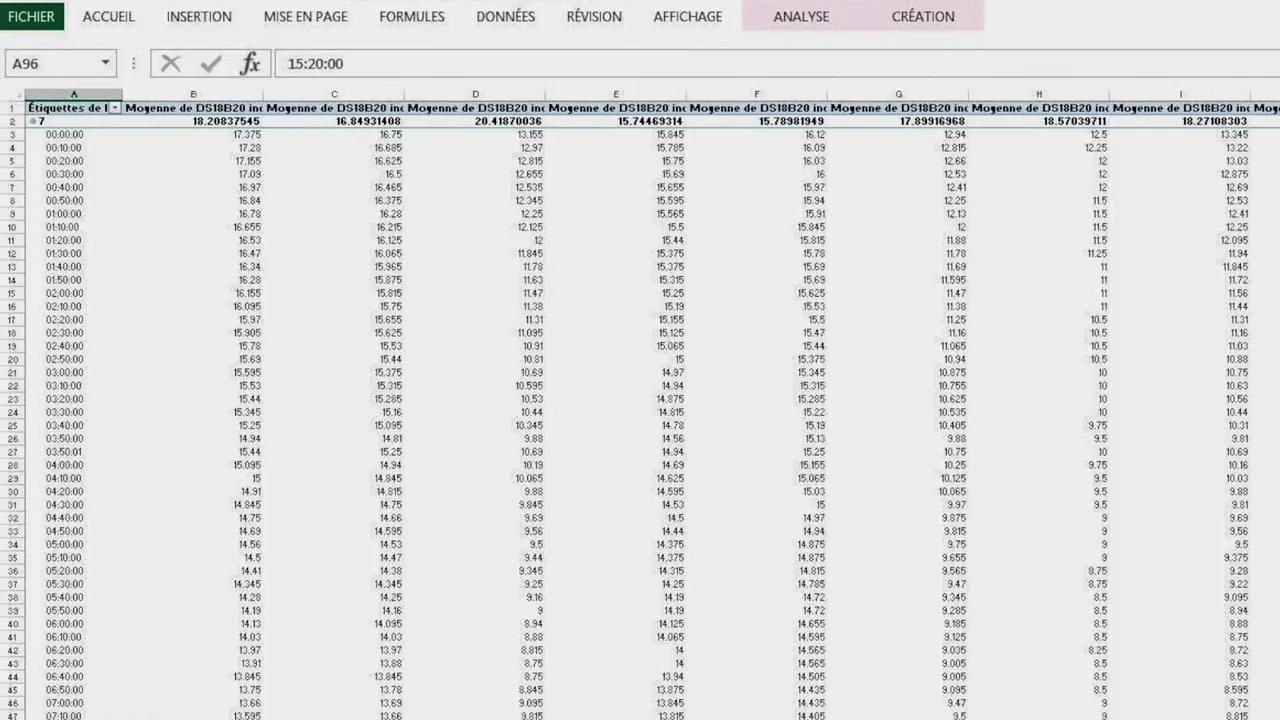 FICHIER ACCUEIL INSERTION MISE EN PAGE FORMULES DONNÉES RÉVISION AFFICHAGE ANALYSE CRÉATION
A96 fx 15:20:00
A B C D E F G H I
1 Étiquettes de l Moyenne de DS18B20 inc Moyenne de DS18B20 inc Moyenne de DS18B20 inc Moyenne de DS18B20 inc Moyenne de DS18B20 inc Moyenne de DS18B20 inc Moyenne de DS18B20 inc Moyenne de DS18B20 inc Mo
2 7 18.20837545 16.84931408 20.41870036 15.74469314 15.78981949 17.89916968 18.57039711 18.27108303
3 00:00:00 17.375 16.75 13.155 15.845 16.12 12.94 12.5 13.345
4 00:10:00 17.28 16.685 12.97 15.785 16.09 12.815 12.25 13.22
5 00:20:00 17.155 16.625 12.815 15.75 16.03 12.66 12 13.03
6 00:30:00 17.09 16.5 12.655 15.69 16 12.53 12 12.875
7 00:40:00 16.97 16.465 12.535 15.655 15.97 12.41 12 12.69
8 00:50:00 16.84 16.375 12.345 15.595 15.94 12.25 11.5 12.53
9 01:00:00 16.78 16.28 12.25 15.565 15.91 12.13 11.5 12.41
10 01:10:00 16.655 16.215 12.125 15.5 15.845 12 11.5 12.25
11 01:20:00 16.53 16.125 12 15.44 15.815 11.88 11.5 12.095
12 01:30:00 16.47 16.065 11.845 15.375 15.78 11.78 11.25 11.94
13 01:40:00 16.34 15.965 11.78 15.375 15.69 11.69 11 11.845
14 01:50:00 16.28 15.875 11.63 15.315 15.69 11.595 11 11.72
15 02:00:00 16.155 15.815 11.47 15.25 15.625 11.47 11 11.56
16 02:10:00 16.095 15.75 11.38 15.19 15.53 11.38 11 11.44
17 02:20:00 15.97 15.655 11.31 15.155 15.5 11.25 10.5 11.31
18 02:30:00 15.905 15.625 11.095 15.125 15.47 11.16 10.5 11.16
19 02:40:00 15.78 15.53 10.91 15.065 15.44 11.065 10.5 11.03
20 02:50:00 15.69 15.44 10.81 15 15.375 10.94 10.5 10.88
21 03:00:00 15.595 15.375 10.69 14.97 15.345 10.875 10 10.75
22 03:10:00 15.53 15.315 10.595 14.94 15.315 10.755 10 10.63
23 03:20:00 15.44 15.285 10.53 14.875 15.285 10.625 10 10.56
24 03:30:00 15.345 15.16 10.44 14.815 15.22 10.535 10 10.44
25 03:40:00 15.25 15.095 10.345 14.78 15.19 10.405 9.75 10.31
26 03:50:00 14.94 14.81 9.88 14.56 15.13 9.88 9.5 9.81
27 03:50:01 15.44 15.25 10.69 14.94 15.25 10.75 10 10.69
28 04:00:00 15.095 14.94 10.19 14.69 15.155 10.25 9.75 10.16
29 04:10:00 15 14.845 10.065 14.625 15.065 10.125 9.5 10.03
30 04:20:00 14.91 14.815 9.88 14.595 15.03 10.065 9.5 9.88
31 04:30:00 14.845 14.75 9.845 14.53 15 9.97 9.5 9.81
32 04:40:00 14.75 14.66 9.69 14.5 14.97 9.875 9 9.69
33 04:50:00 14.69 14.595 9.56 14.44 14.94 9.815 9 9.56
34 05:00:00 14.56 14.53 9.5 14.375 14.875 9.75 9 9.5
35 05:10:00 14.5 14.47 9.44 14.375 14.875 9.655 9 9.375
36 05:20:00 14.41 14.38 9.345 14.315 14.815 9.565 8.75 9.28
37 05:30:00 14.345 14.345 9.25 14.25 14.785 9.47 8.75 9.22
38 05:40:00 14.28 14.25 9.16 14.19 14.72 9.345 8.5 9.095
39 05:50:00 14.19 14.16 9 14.19 14.72 9.285 8.5 8.94
40 06:00:00 14.13 14.095 8.94 14.125 14.655 9.185 8.5 8.88
41 06:10:00 14.03 14.03 8.88 14.065 14.595 9.125 8.5 8.75
42 06:20:00 13.97 13.97 8.815 14 14.565 9.035 8.25 8.72
43 06:30:00 13.91 13.88 8.75 14 14.565 9.005 8.5 8.63
44 06:40:00 13.845 13.845 8.75 13.94 14.505 9.005 8.5 8.53
45 06:50:00 13.75 13.78 8.845 13.875 14.435 9.095 8.5 8.595
46 07:00:00 13.66 13.69 9.095 13.845 14.435 9.47 9 8.72
47 07:10:00 13.595 13.66 9.815 13.815 14.405 9.5 9 8.815